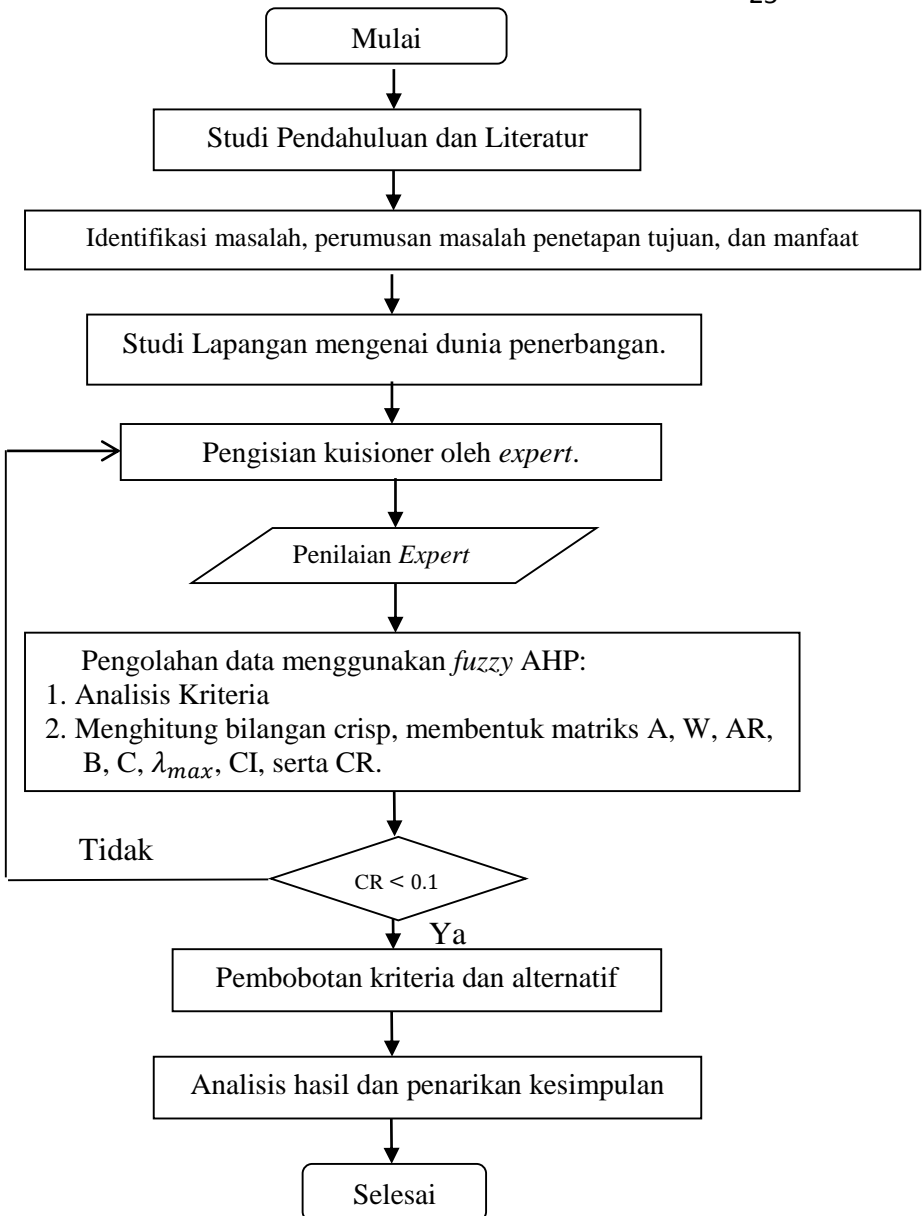 Mulai
Studi Pendahuluan dan Literatur
Identifikasi masalah, perumusan masalah penetapan tujuan, dan manfaat
Studi Lapangan mengenai dunia penerbangan.
Pengisian kuisioner oleh expert.
Penilaian Expert
Pengolahan data menggunakan fuzzy AHP:
1. Analisis Kriteria
2. Menghitung bilangan crisp, membentuk matriks A, W, AR,
B, C, λmax, CI, serta CR.
Tidak
CR < 0.1
Ya
Pembobotan kriteria dan alternatif
Analisis hasil dan penarikan kesimpulan
Selesai